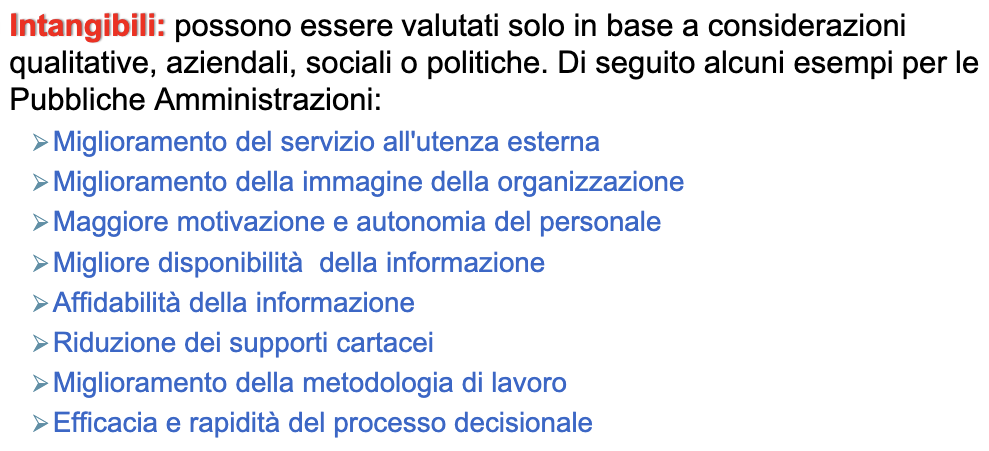 Intangibili: possono essere valutati solo in base a considerazioni
qualitative, aziendali, sociali o politiche. Di seguito alcuni esempi per le
Pubbliche Amministrazioni:
Miglioramento del servizio all'utenza esterna
Miglioramento della immagine della organizzazione
Maggiore motivazione e autonomia del personale
Migliore disponibilità  della informazione
Affidabilità della informazione
Riduzione dei supporti cartacei
Miglioramento della metodologia di lavoro
Efficacia e rapidità del processo decisionale